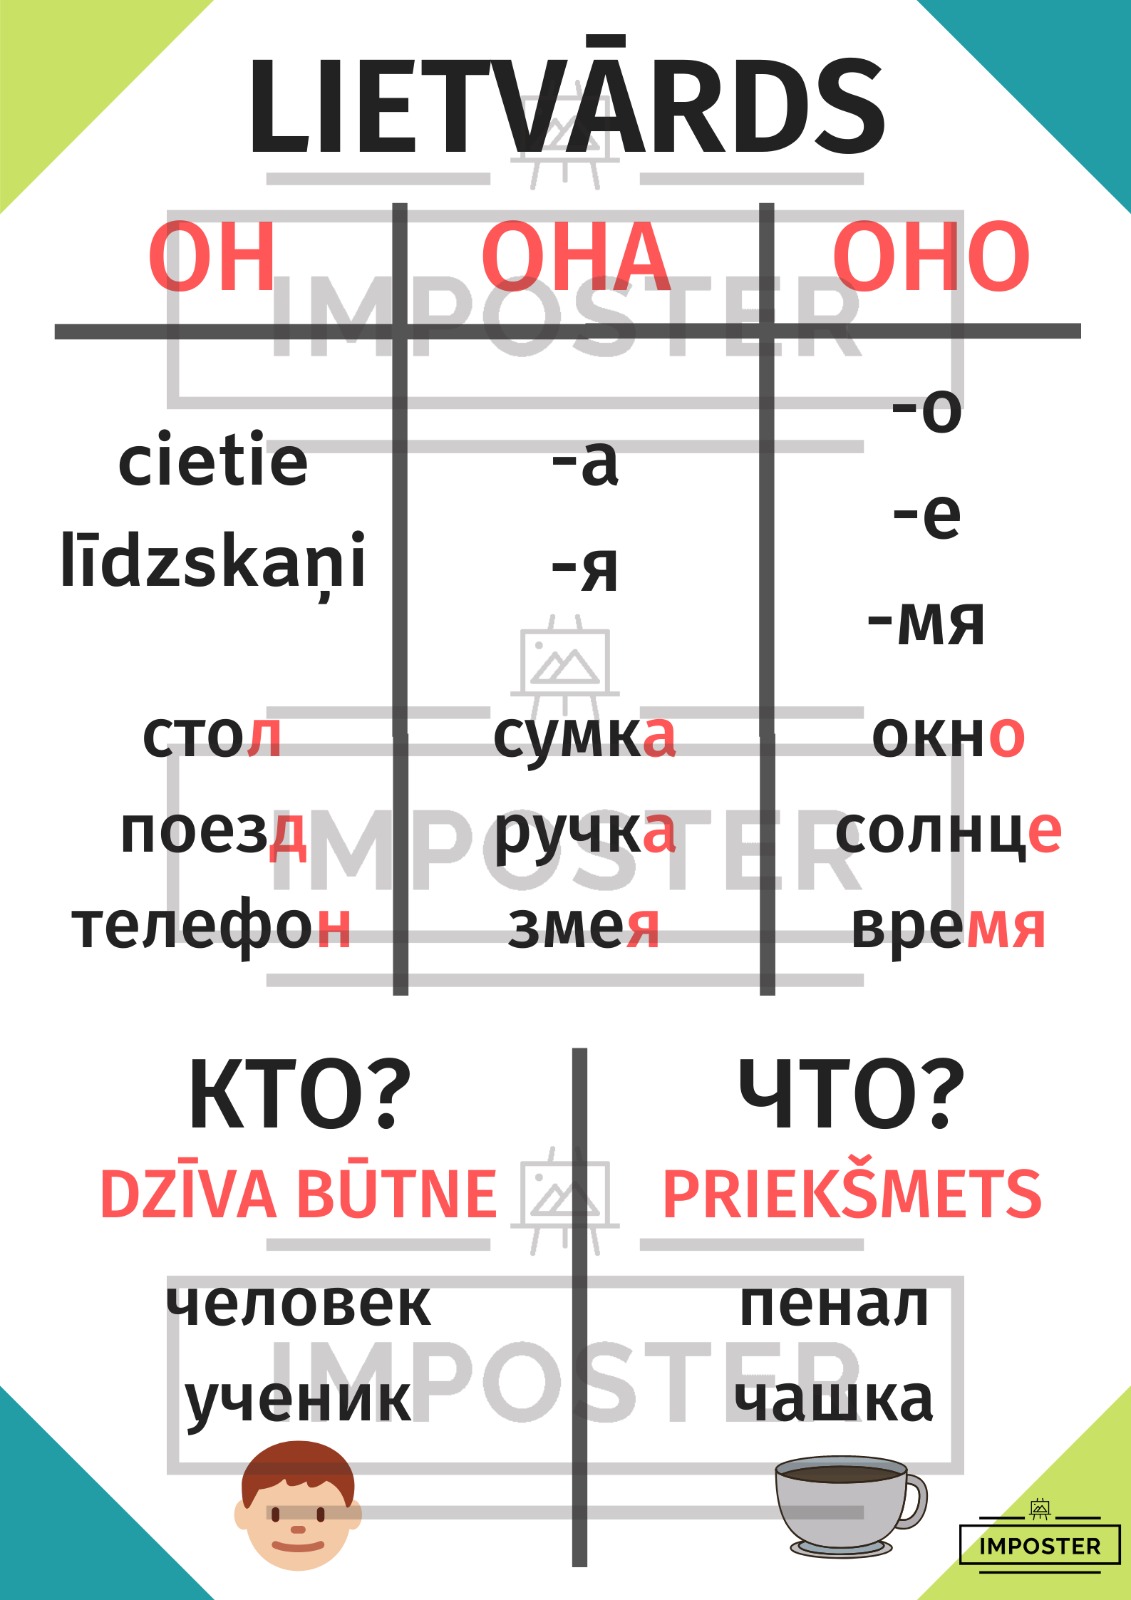 LIETVĀRDS
ОН ОНА ОНО
cietie
līdzskaņi
-а
-я
-о
-е
-мя
стол сумка окно
поезд ручка солнце
телефон змея время
КТО? ЧТО?
DZĪVA BŪTNE PRIEKŠMETS
человек пенал
ученик чашка
IMPOSTER
IMPOSTER
IMPOSTER
IMPOSTER